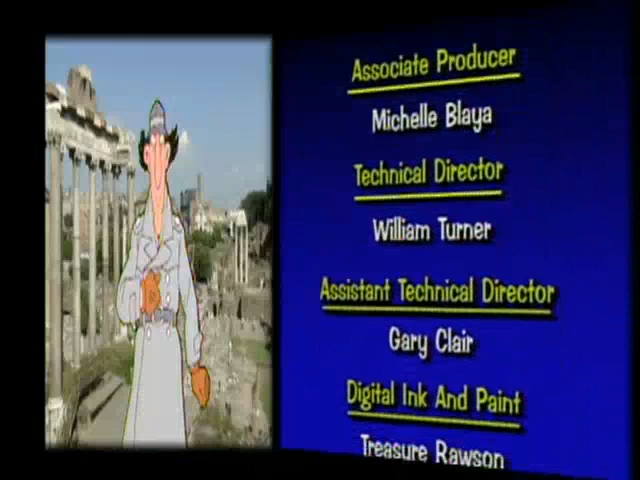 Associate Producer
Michelle Blaya
Technical Director
William Turner
Assistant Technical Director
Gary Clair
Digital Ink And Paint
Treasure Rawson